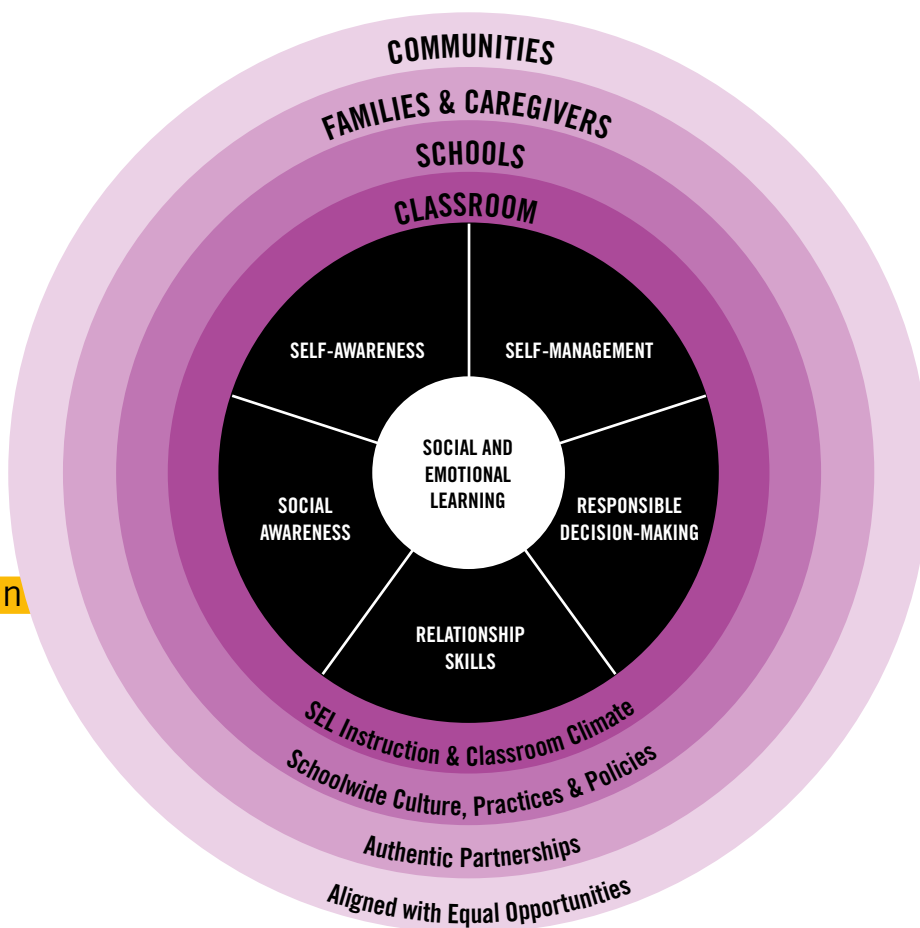 COMMUNITIES
FAMILIES & CAREGIVERS
SCHOOLS
CLASSROOM
SELF-AWARENESS
SELF-MANAGEMENT
SOCIAL AND
EMOTIONAL
LEARNING
SOCIAL
AWARENESS
RESPONSIBLE
DECISION-MAKING
n
RELATIONSHIP
SKILLS
SEL Instruction & Classroom Climate
Schoolwide Culture, Practices & Policies
Authentic Partnerships
Aligned with Equal Opportunities